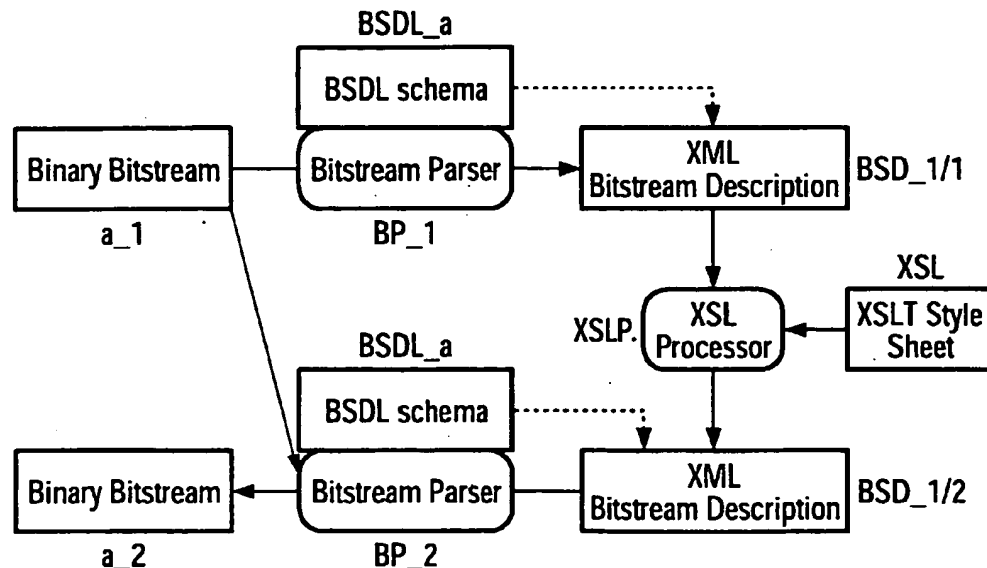 BSDL_a
BSDL schema
Binary Bitstream
Bitstream Parser
XML
Bitstream Description
BSD_1/1
a_1
BP_1
XSL
XSLP.
XSL
Processor
XSLT Style
Sheet
BSDL_a
BSDL schema
Binary Bitstream
Bitstream Parser
XML
Bitstream Description
BSD_1/2
a_2
BP_2